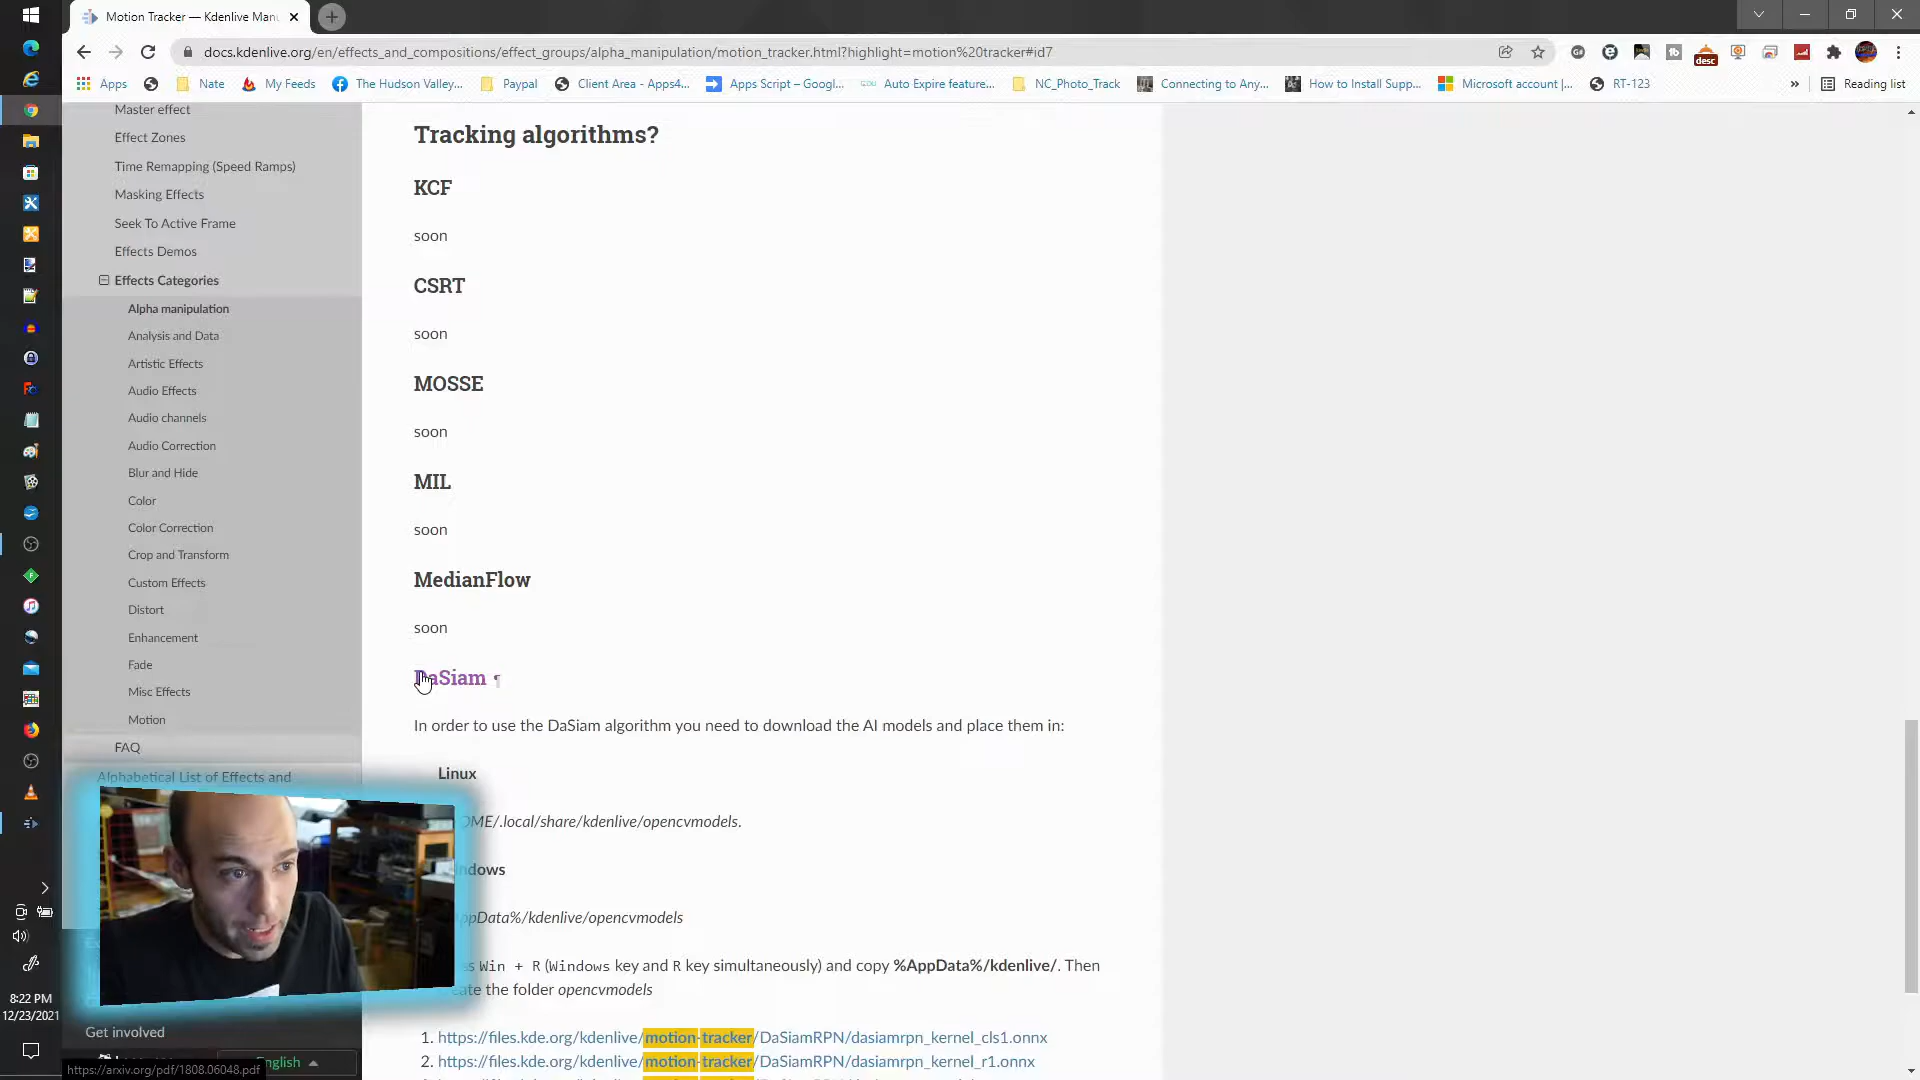 Motion Tracker — Kdenlive Manu
docs.kdenlive.org/en/effects_and_compositions/effect_groups/alpha_manipulation/motion_tracker.html?highlight=motion%20tracker#id7
desc
Apps
Nate
My Feeds
The Hudson Valley...
Paypal
Client Area - Apps4...
Apps Script – Googl...
Auto Expire feature...
NC_Photo_Track
Connecting to Any...
How to Install Supp...
Microsoft account |...
RT-123
»
Reading list
Master effect
Effect Zones
Time Remapping (Speed Ramps)
Masking Effects
Seek To Active Frame
Effects Demos
Effects Categories
Alpha manipulation
Analysis and Data
Artistic Effects
Audio Effects
Audio channels
Audio Correction
Blur and Hide
Color
Color Correction
Crop and Transform
Custom Effects
Distort
Enhancement
Fade
Misc Effects
Motion
FAQ
Alphabetical List of Effects and
Get involved
English
https://arxiv.org/pdf/1808.06048.pdf
8:22 PM
12/23/2021
Tracking algorithms?
KCF
soon
CSRT
soon
MOSSE
soon
MIL
soon
MedianFlow
soon
DaSiam ¶
In order to use the DaSiam algorithm you need to download the AI models and place them in:
Linux
OME/.local/share/kdenlive/opencvmodels.
ndows
ppData%/kdenlive/opencvmodels
ss Win + R (Windows key and R key simultaneously) and copy %AppData%/kdenlive/. Then
ate the folder opencvmodels
1. https://files.kde.org/kdenlive/motion-tracker/DaSiamRPN/dasiamrpn_kernel_cls1.onnx
2. https://files.kde.org/kdenlive/motion-tracker/DaSiamRPN/dasiamrpn_kernel_r1.onnx